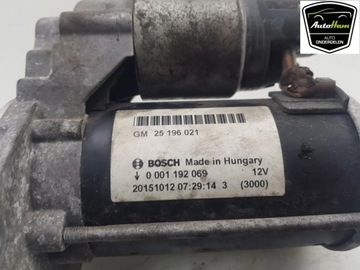 AutoHam
AUTO
ONDERDELEN
GM 25 196 021
BOSCH Made in Hungary
↓ 0 001 192 069 12V
20151012 07:29:14 3 (3000)